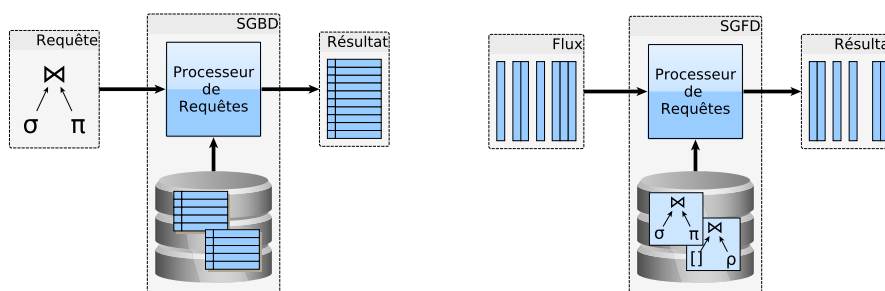 SGBD
Requête
⋈
σ π
Processeur
de
Requêtes
Résultat
SGFD
Flux
Processeur
de
Requêtes
Résulta
⋈
σ π
⋈
[] ρ